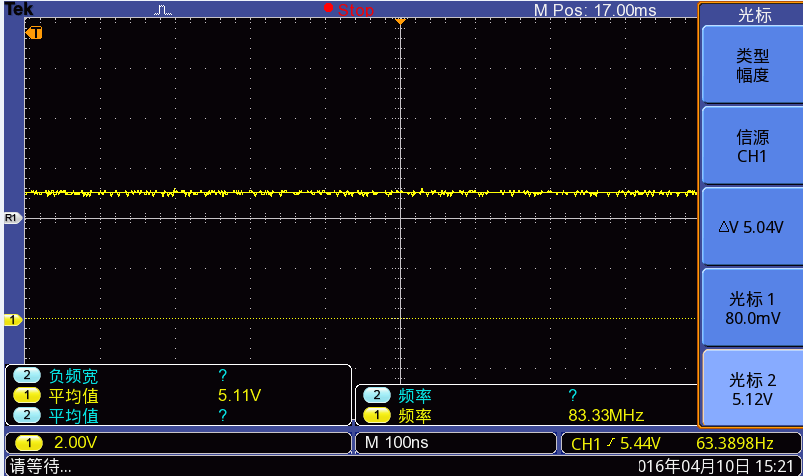 Tek Stop M Pos: 17.00ms
光标
T
类型
幅度
信源
CH1
R1
△V 5.04V
光标 1
80.0mV
1
光标 2
5.12V
2 负频宽 ?
1 平均值 5.11V
2 平均值 ?
2 频率 ?
1 频率 83.33MHz
1 2.00V M 100ns CH1 5.44V 63.3898Hz
请等待... 016年04月10日 15:21